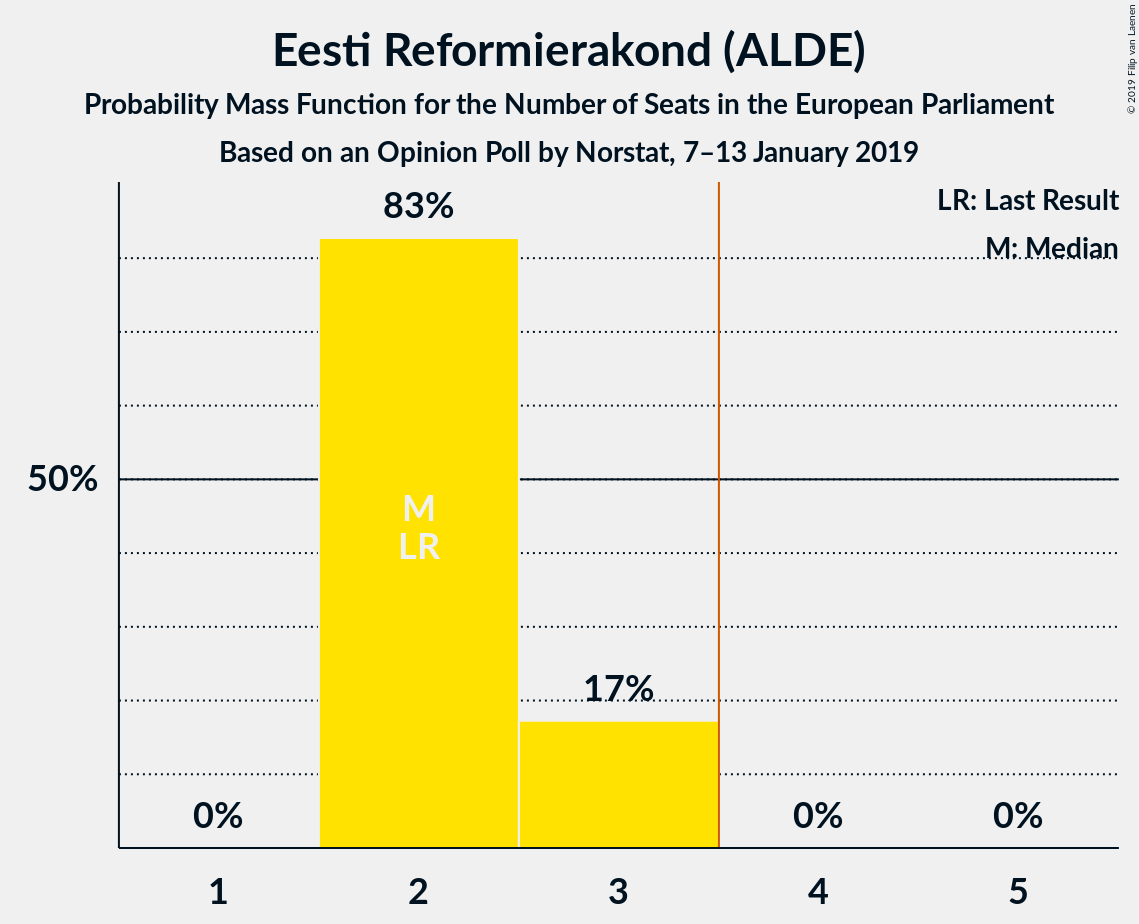 Eesti Reformierakond (ALDE)
Probability Mass Function for the Number of Seats in the European Parliament
Based on an Opinion Poll by Norstat, 7–13 January 2019
© 2019 Filip van Laenen
LR: Last Result
M: Median
83%
50%
M
LR
17%
0%
0%
0%
1
2
3
4
5